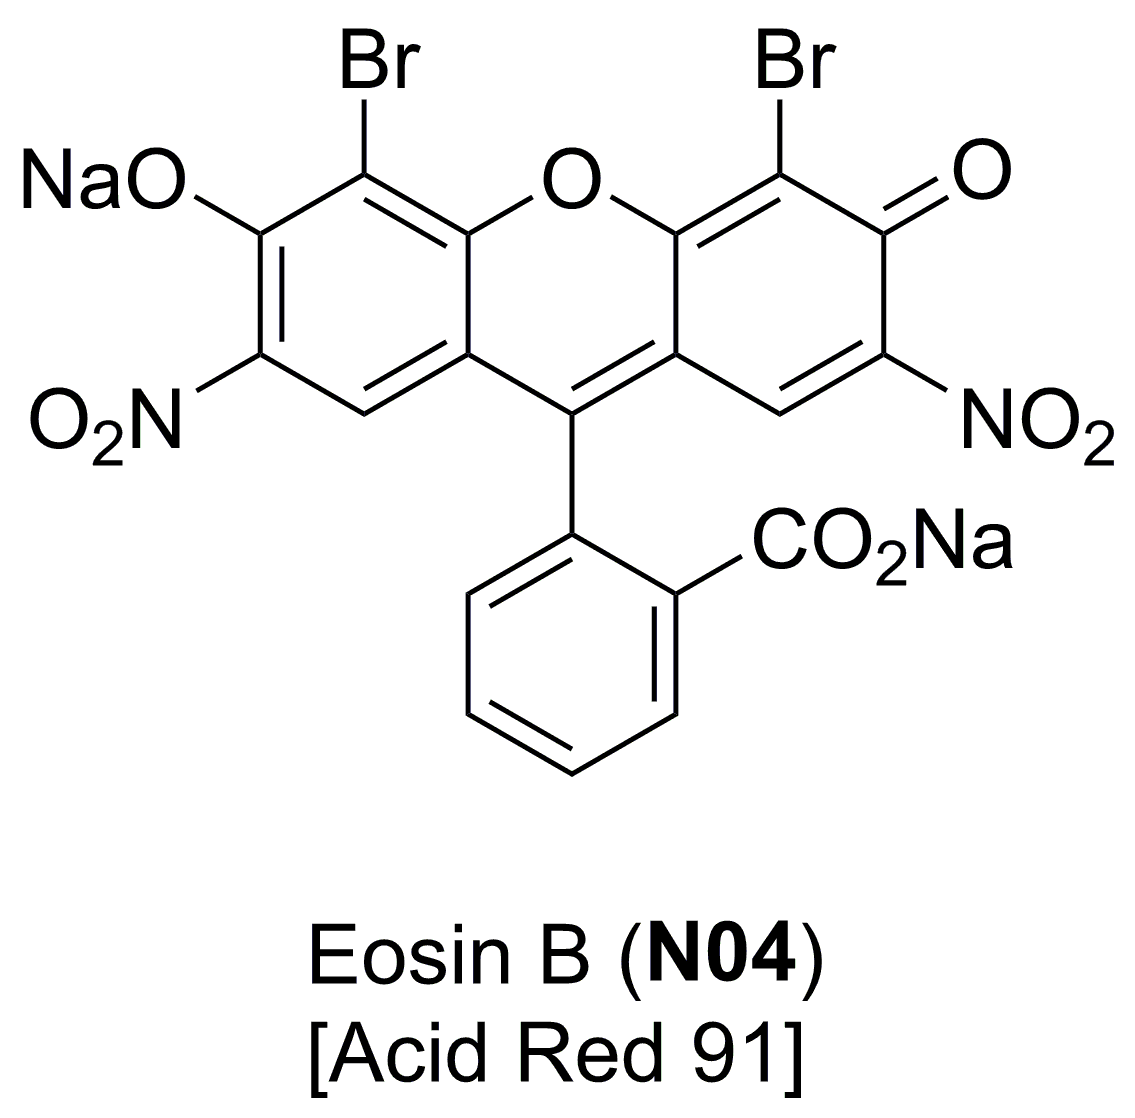 Br Br
NaO O O
O₂N NO₂
CO₂Na
Eosin B (N04)
[Acid Red 91]